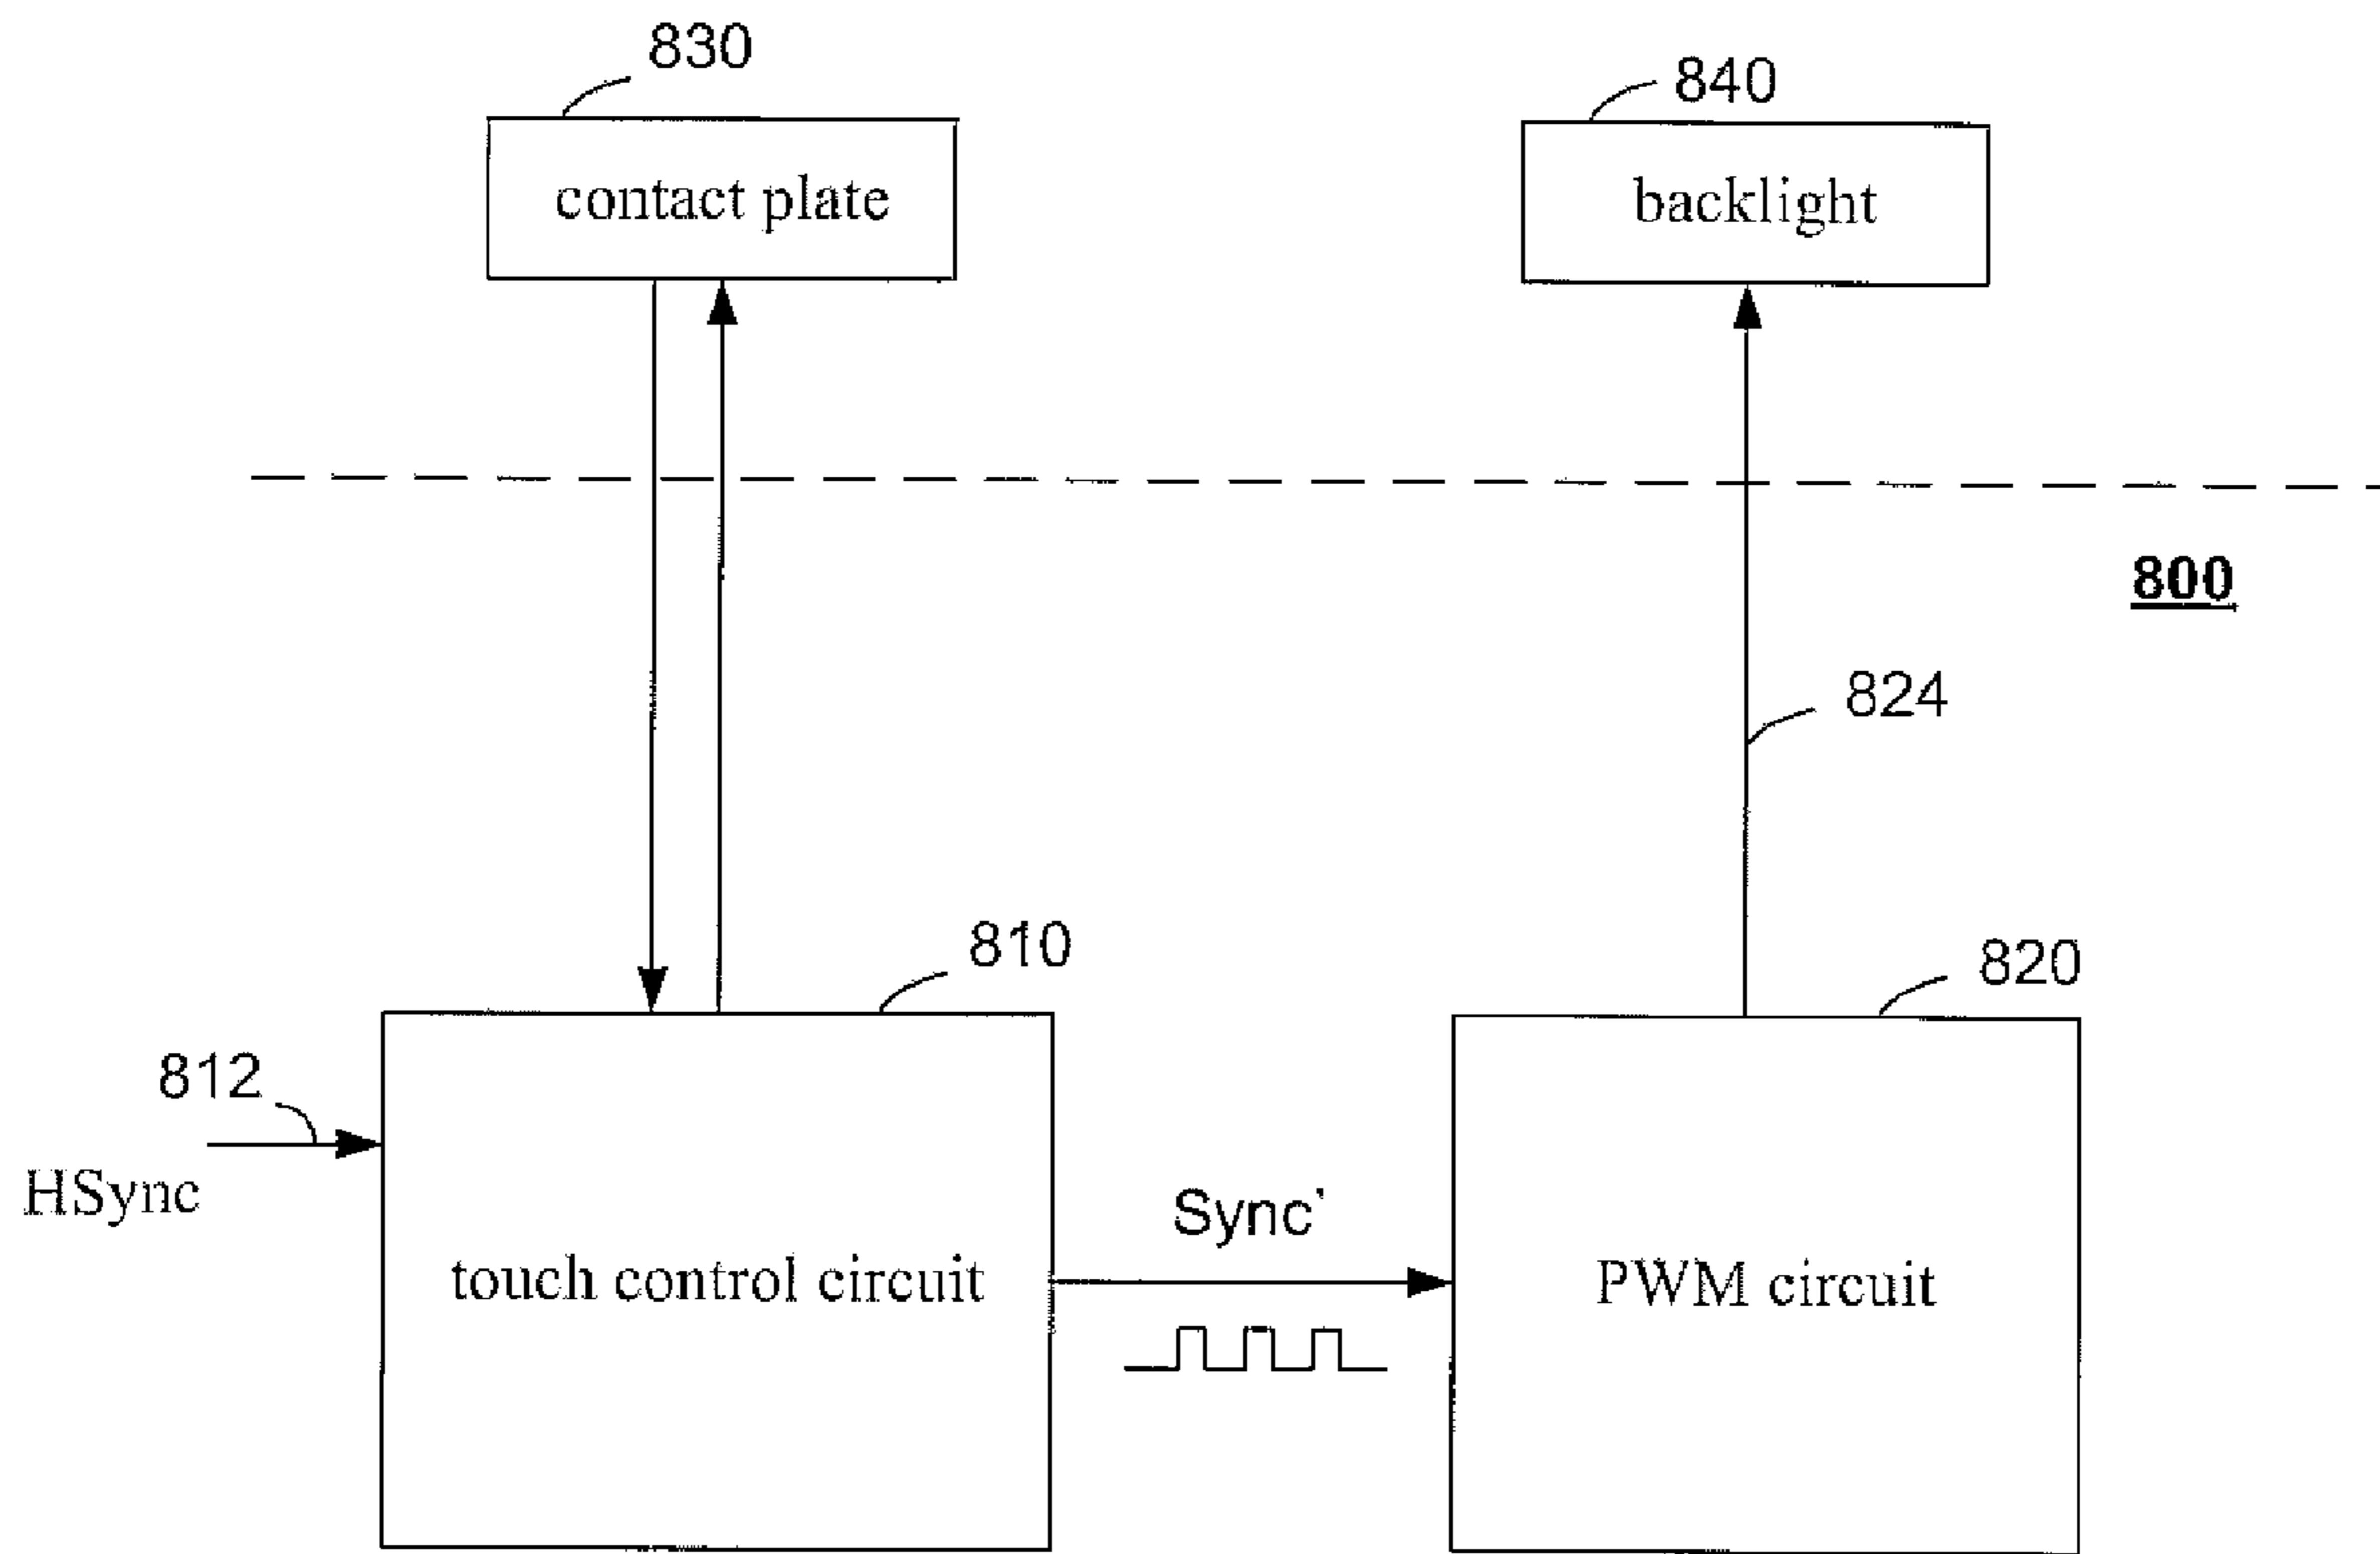 830
840
contact plate
backlight
800
824
810
820
812
HSync
Sync'
touch control circuit
PWM circuit